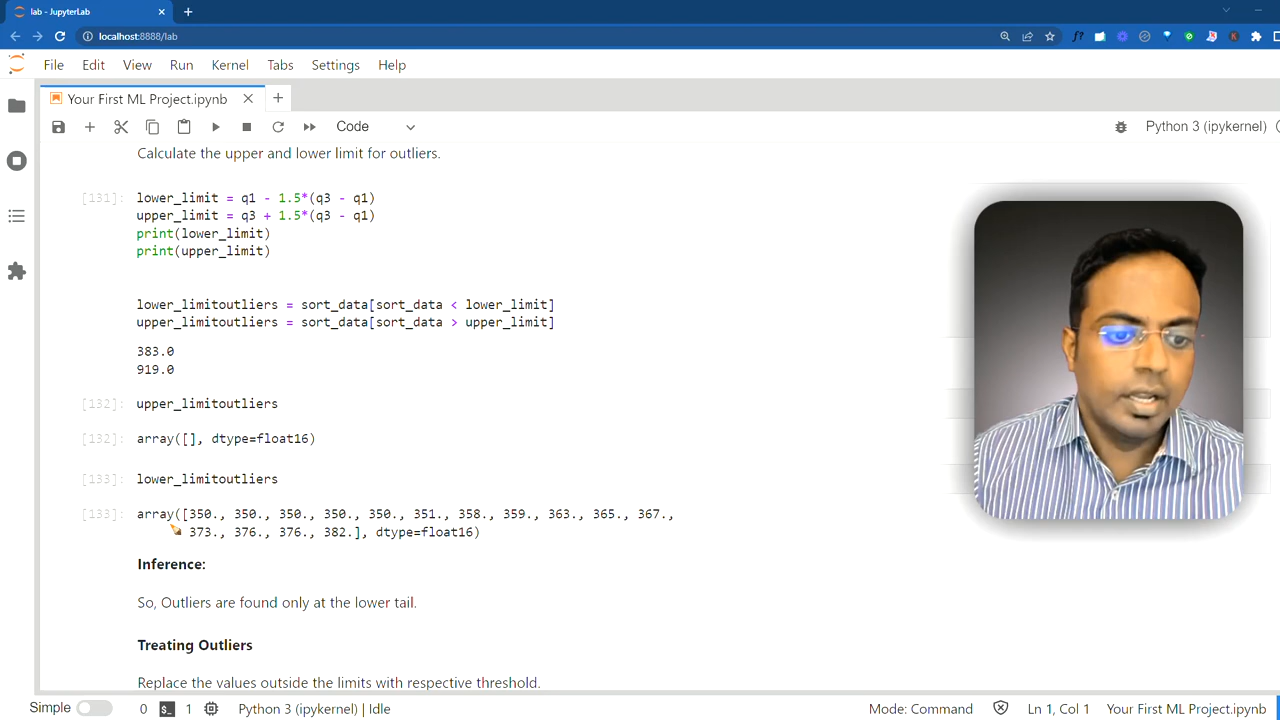 lab - JupyterLab
localhost:8888/lab
File Edit View Run Kernel Tabs Settings Help
Your First ML Project.ipynb
Code
Python 3 (ipykernel)
Calculate the upper and lower limit for outliers.
[131]: lower_limit = q1 - 1.5*(q3 - q1)
upper_limit = q3 + 1.5*(q3 - q1)
print(lower_limit)
print(upper_limit)
lower_limitoutliers = sort_data[sort_data < lower_limit]
upper_limitoutliers = sort_data[sort_data > upper_limit]
383.0
919.0
[132]: upper_limitoutliers
[132]: array([], dtype=float16)
[133]: lower_limitoutliers
[133]: array([350., 350., 350., 350., 350., 351., 358., 359., 363., 365., 367.,
373., 376., 376., 382.], dtype=float16)
Inference:
So, Outliers are found only at the lower tail.
Treating Outliers
Replace the values outside the limits with respective threshold.
Simple 0 $_ 1 Python 3 (ipykernel) | Idle Mode: Command Ln 1, Col 1 Your First ML Project.ipynb